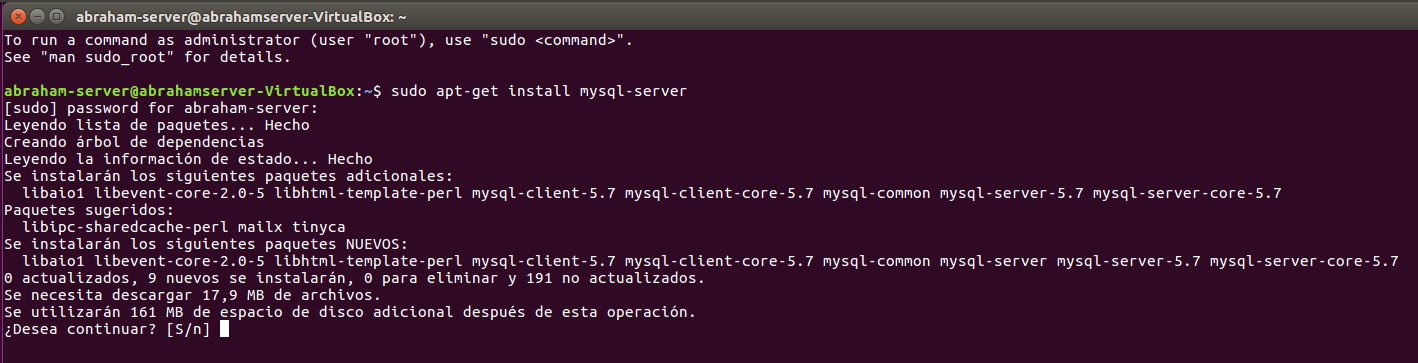 abraham-server@abrahamserver-VirtualBox: ~
To run a command as administrator (user "root"), use "sudo <command>".
See "man sudo_root" for details.
abraham-server@abrahamserver-VirtualBox:~$ sudo apt-get install mysql-server
[sudo] password for abraham-server:
Leyendo lista de paquetes... Hecho
Creando árbol de dependencias
Leyendo la información de estado... Hecho
Se instalarán los siguientes paquetes adicionales:
  libaio1 libevent-core-2.0-5 libhtml-template-perl mysql-client-5.7 mysql-client-core-5.7 mysql-common mysql-server-5.7 mysql-server-core-5.7
Paquetes sugeridos:
  libipc-sharedcache-perl mailx tinyca
Se instalarán los siguientes paquetes NUEVOS:
  libaio1 libevent-core-2.0-5 libhtml-template-perl mysql-client-5.7 mysql-client-core-5.7 mysql-common mysql-server mysql-server-5.7 mysql-server-core-5.7
0 actualizados, 9 nuevos se instalarán, 0 para eliminar y 191 no actualizados.
Se necesita descargar 17,9 MB de archivos.
Se utilizarán 161 MB de espacio de disco adicional después de esta operación.
¿Desea continuar? [S/n]